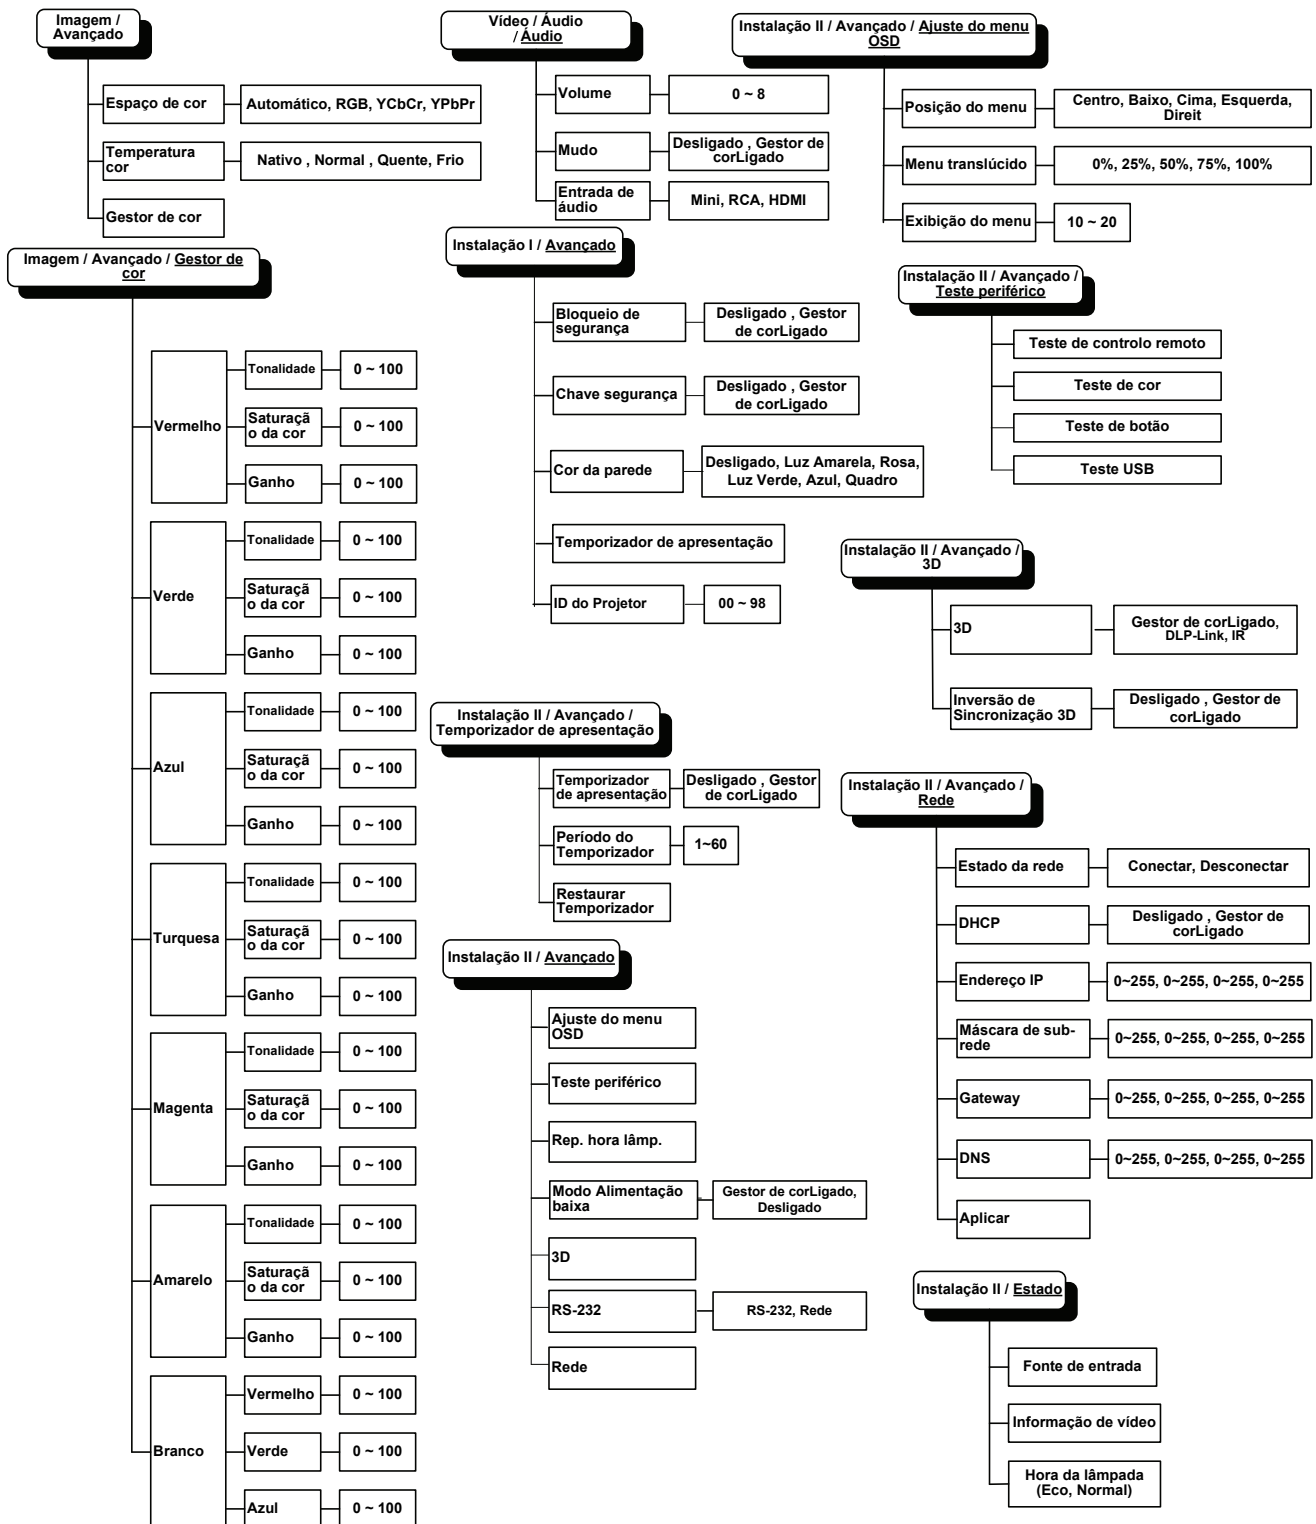 Imagem /
Avançado
Espaço de cor
Automático, RGB, YCbCr, YPbPr
Temperatura
cor
Nativo , Normal , Quente, Frio
Gestor de cor
Imagem / Avançado / Gestor de
cor
Vermelho
Tonalidade
0 ~ 100
Saturaçã
o da cor
0 ~ 100
Ganho
0 ~ 100
Verde
Tonalidade
0 ~ 100
Saturaçã
o da cor
0 ~ 100
Ganho
0 ~ 100
Azul
Tonalidade
0 ~ 100
Saturaçã
o da cor
0 ~ 100
Ganho
0 ~ 100
Turquesa
Tonalidade
0 ~ 100
Saturaçã
o da cor
0 ~ 100
Ganho
0 ~ 100
Magenta
Tonalidade
0 ~ 100
Saturaçã
o da cor
0 ~ 100
Ganho
0 ~ 100
Amarelo
Tonalidade
0 ~ 100
Saturaçã
o da cor
0 ~ 100
Ganho
0 ~ 100
Branco
Vermelho
0 ~ 100
Verde
0 ~ 100
Azul
0 ~ 100
Vídeo / Áudio
/ Áudio
Volume
0 ~ 8
Mudo
Desligado , Gestor de
corLigado
Entrada de
áudio
Mini, RCA, HDMI
Instalação I / Avançado
Bloqueio de
segurança
Desligado , Gestor
de corLigado
Chave segurança
Desligado , Gestor
de corLigado
Cor da parede
Desligado, Luz Amarela, Rosa,
Luz Verde, Azul, Quadro
Temporizador de apresentação
ID do Projetor
00 ~ 98
Instalação II / Avançado /
Temporizador de apresentação
Temporizador
de apresentação
Desligado , Gestor
de corLigado
Período do
Temporizador
1~60
Restaurar
Temporizador
Instalação II / Avançado
Ajuste do menu
OSD
Teste periférico
Rep. hora lâmp.
Modo Alimentação
baixa
Gestor de corLigado,
Desligado
3D
RS-232
RS-232, Rede
Rede
Instalação II / Avançado / Ajuste do menu
OSD
Posição do menu
Centro, Baixo, Cima, Esquerda,
Direit
Menu translúcido
0%, 25%, 50%, 75%, 100%
Exibição do menu
10 ~ 20
Instalação II / Avançado /
Teste periférico
Teste de controlo remoto
Teste de cor
Teste de botão
Teste USB
Instalação II / Avançado /
3D
3D
Gestor de corLigado,
DLP-Link, IR
Inversão de
Sincronização 3D
Desligado , Gestor de
corLigado
Instalação II / Avançado /
Rede
Estado da rede
Conectar, Desconectar
DHCP
Desligado , Gestor de
corLigado
Endereço IP
0~255, 0~255, 0~255, 0~255
Máscara de sub-
rede
0~255, 0~255, 0~255, 0~255
Gateway
0~255, 0~255, 0~255, 0~255
DNS
0~255, 0~255, 0~255, 0~255
Aplicar
Instalação II / Estado
Fonte de entrada
Informação de vídeo
Hora da lâmpada
(Eco, Normal)